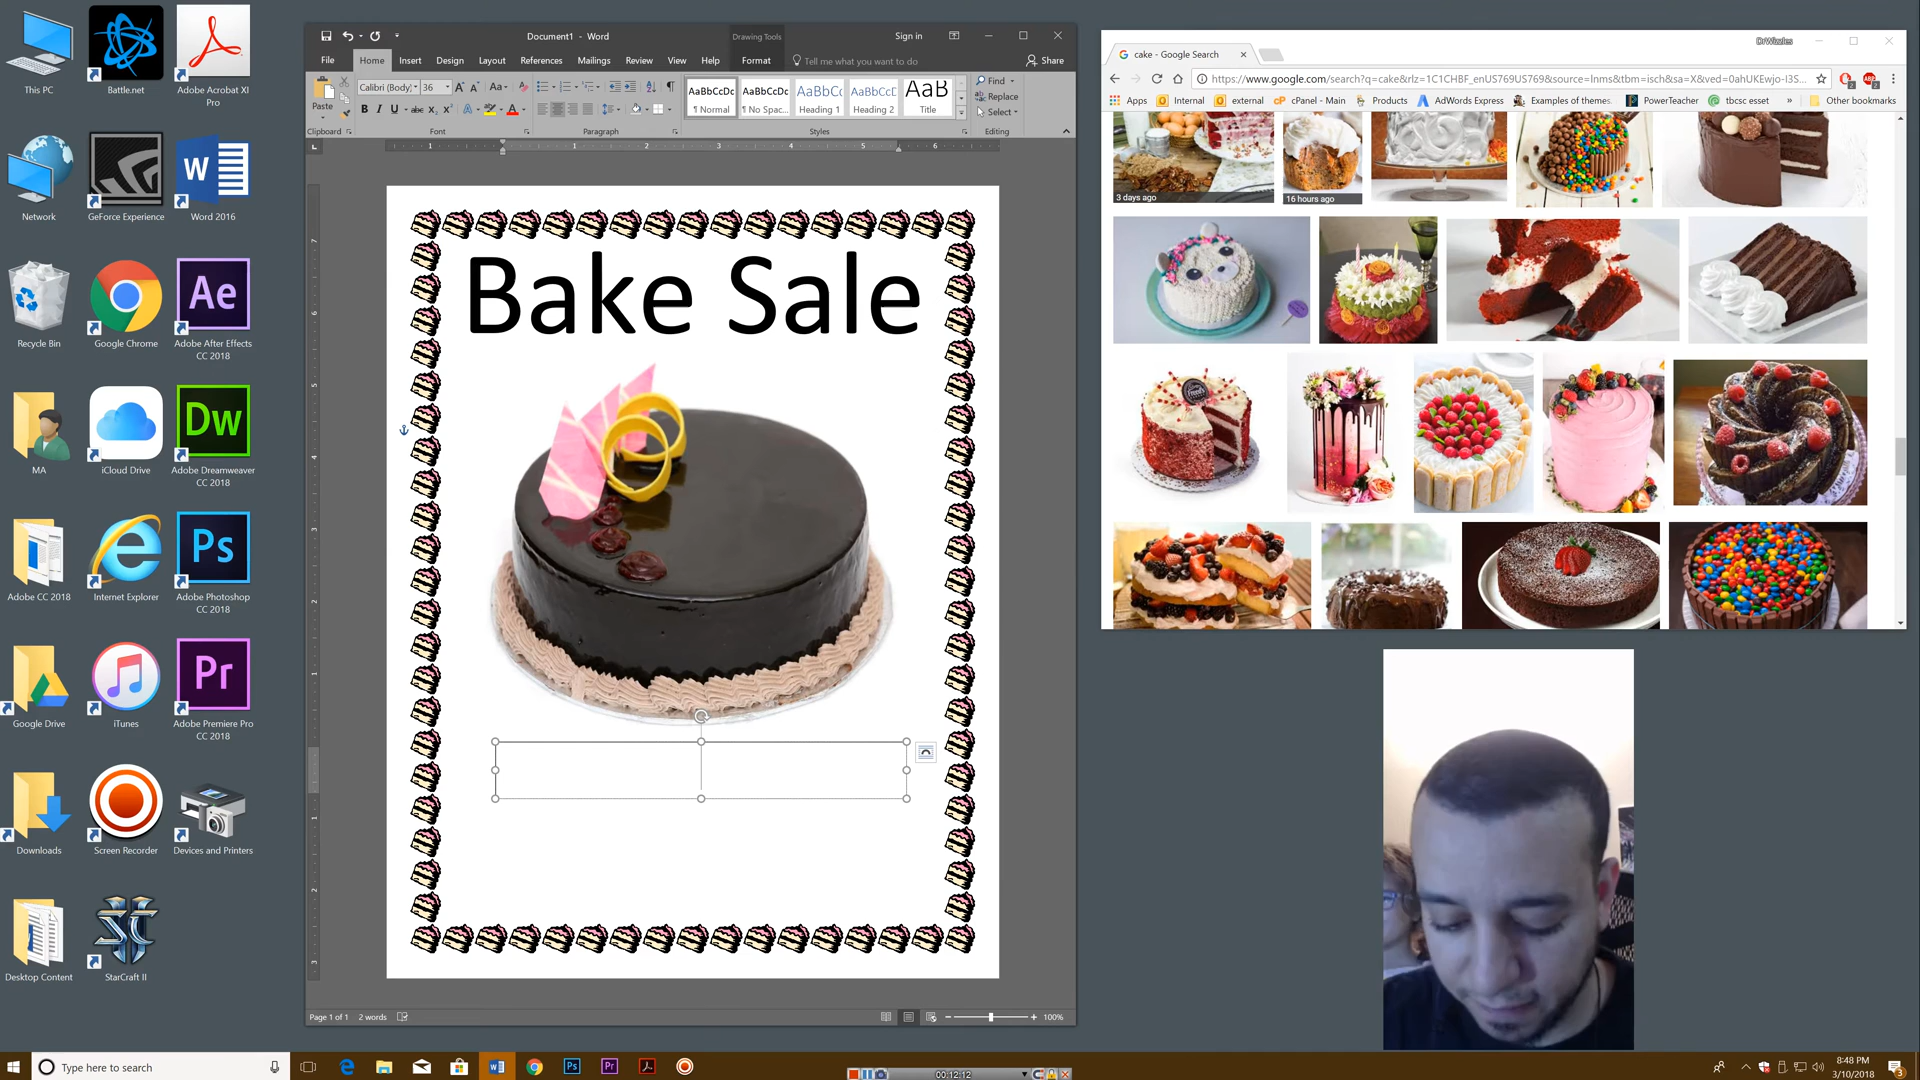 This PC
Battle.net
Adobe Acrobat XI
Pro
Network
GeForce Experience
Word 2016
Recycle Bin
Google Chrome
Adobe After Effects
CC 2018
MA
iCloud Drive
Adobe Dreamweaver
CC 2018
Adobe CC 2018
Internet Explorer
Adobe Photoshop
CC 2018
Google Drive
iTunes
Adobe Premiere Pro
CC 2018
Downloads
Screen Recorder
Devices and Printers
Desktop Content
StarCraft II
Document1 - Word
Drawing Tools
Sign in
File
Home
Insert
Design
Layout
References
Mailings
Review
View
Help
Format
Tell me what you want to do
Share
Paste
Calibri (Body)
36
AaBbCcDc
¶ Normal
AaBbCcDc
¶ No Spac...
AaBbC
Heading 1
AaBbCcD
Heading 2
AaB
Title
Find
Replace
Select
Clipboard
Font
Paragraph
Styles
Editing
Bake Sale
Page 1 of 1
2 words
100%
cake - Google Search
DrWizzles
https://www.google.com/search?q=cake&rlz=1C1CHBF_enUS769US769&source=lnms&tbm=isch&sa=X&ved=0ahUKEwjo-I3S...
Apps
Internal
external
cPanel - Main
Products
AdWords Express
Examples of themes
PowerTeacher
tbcsc esset
»
Other bookmarks
3 days ago
16 hours ago
Type here to search
00:12:12
8:48 PM
3/10/2018